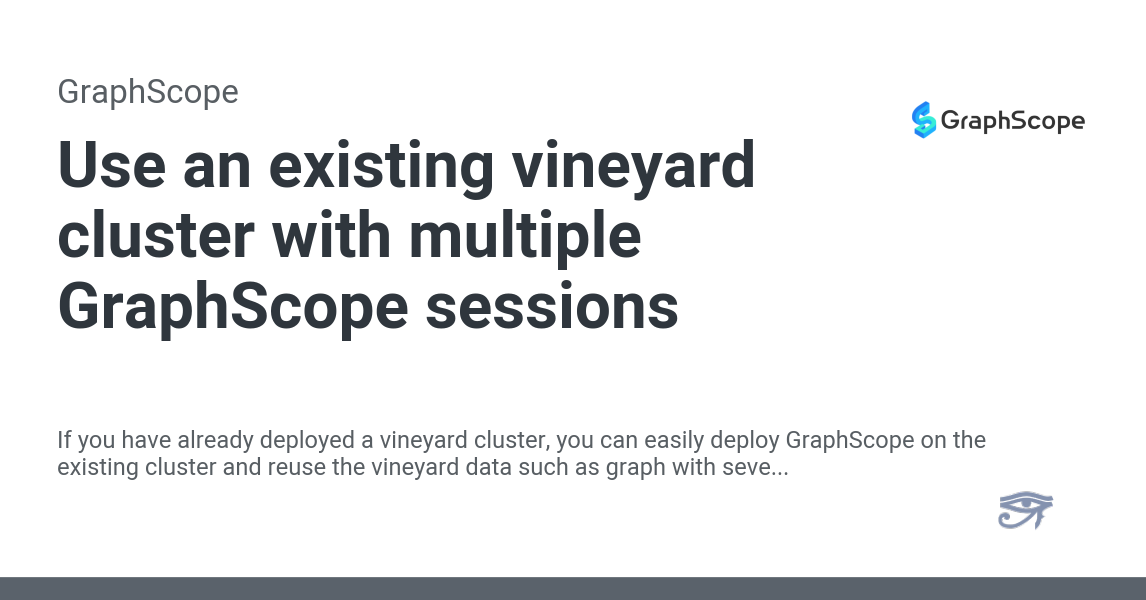 GraphScope
GraphScope
Use an existing vineyard
cluster with multiple
GraphScope sessions
If you have already deployed a vineyard cluster, you can easily deploy GraphScope on the
existing cluster and reuse the vineyard data such as graph with seve...